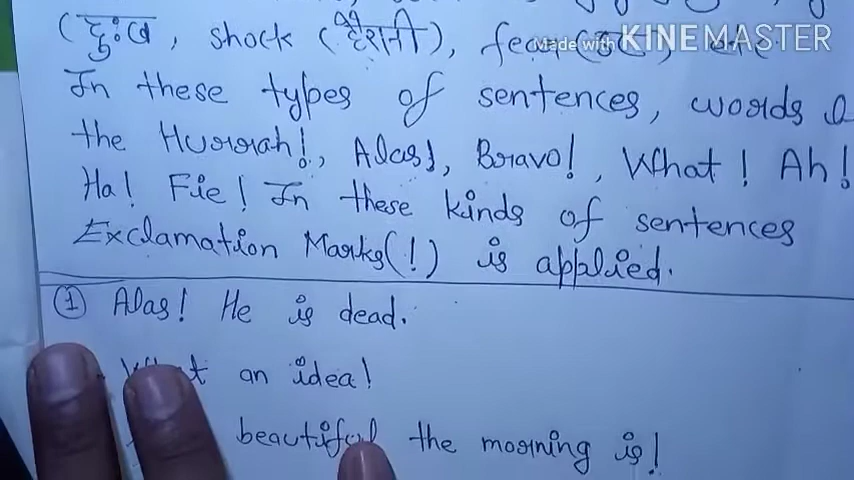 (दुःख, shock (हैरानी), fear (डर) etc.
In these types of sentences, words
the Hurrah!, Alas!, Bravo!, What! Ah!
Ha! Fie! In these kinds of sentences
Exclamation Marks(!) is applied.
① Alas! He is dead.
an idea!
beautiful the morning is!
Made with KINEMASTER